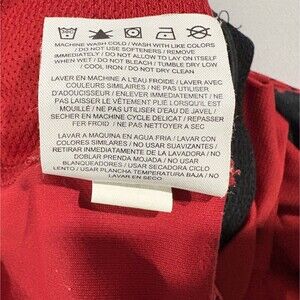 MACHINE WASH COLD / WASH WITH LIKE COLORS
/ DO NOT USE SOFTENERS / REMOVE
IMMEDIATELY / DO NOT ALLOW TO LAY ON ITSELF
WHEN WET / DO NOT BLEACH / TUMBLE DRY LOW
/ COOL IRON / DO NOT DRY CLEAN
LAVER EN MACHINE A L'EAU FROIDE / LAVER AVEC
COULEURS SIMILAIRES / NE PAS UTILISER
D'ADOUCISSEUR / ENLEVER IMMEDIATEMENT / NE
PAS LAISSER LE VÊTEMENT PLIÉ LORSQU'IL EST
MOUILLÉ / NE PAS UTILISER D'EAU DE JAVEL /
SECHER EN MACHINE CYCLE DELICAT / REPASSER
FER FROID / NE PAS NETTOYER A SEC
LAVAR A MAQUINA EN AGUA FRIA / LAVAR CON
COLORES SIMILARES / NO USAR SUAVIZANTES /
RETIRAR INMEDIATAMENTE DE LA LAVADORA / NO
DOBLAR PRENDA MOJADA / NO USAR
BLANQUEADORES / USAR SECADORA CICLO
LENTO / USAR PLANCHA TEMPERATURA BAJA / NO
LAVAR EN SECO